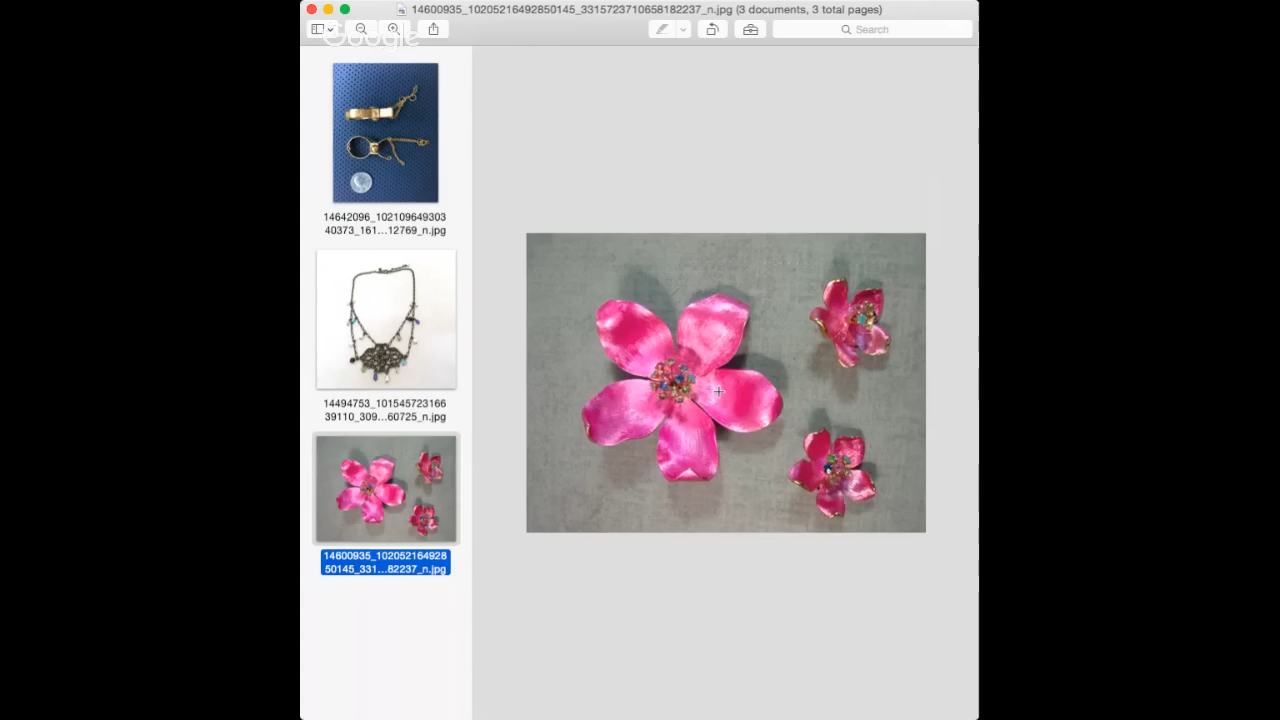 14600935_10205216492850145_3315723710658182237_n.jpg (3 documents, 3 total pages)
Google
Search
14642096_102109649303
40373_161...12769_n.jpg
14494753_101545723166
39110_309...60725_n.jpg
14600935_102052164928
50145_331...82237_n.jpg